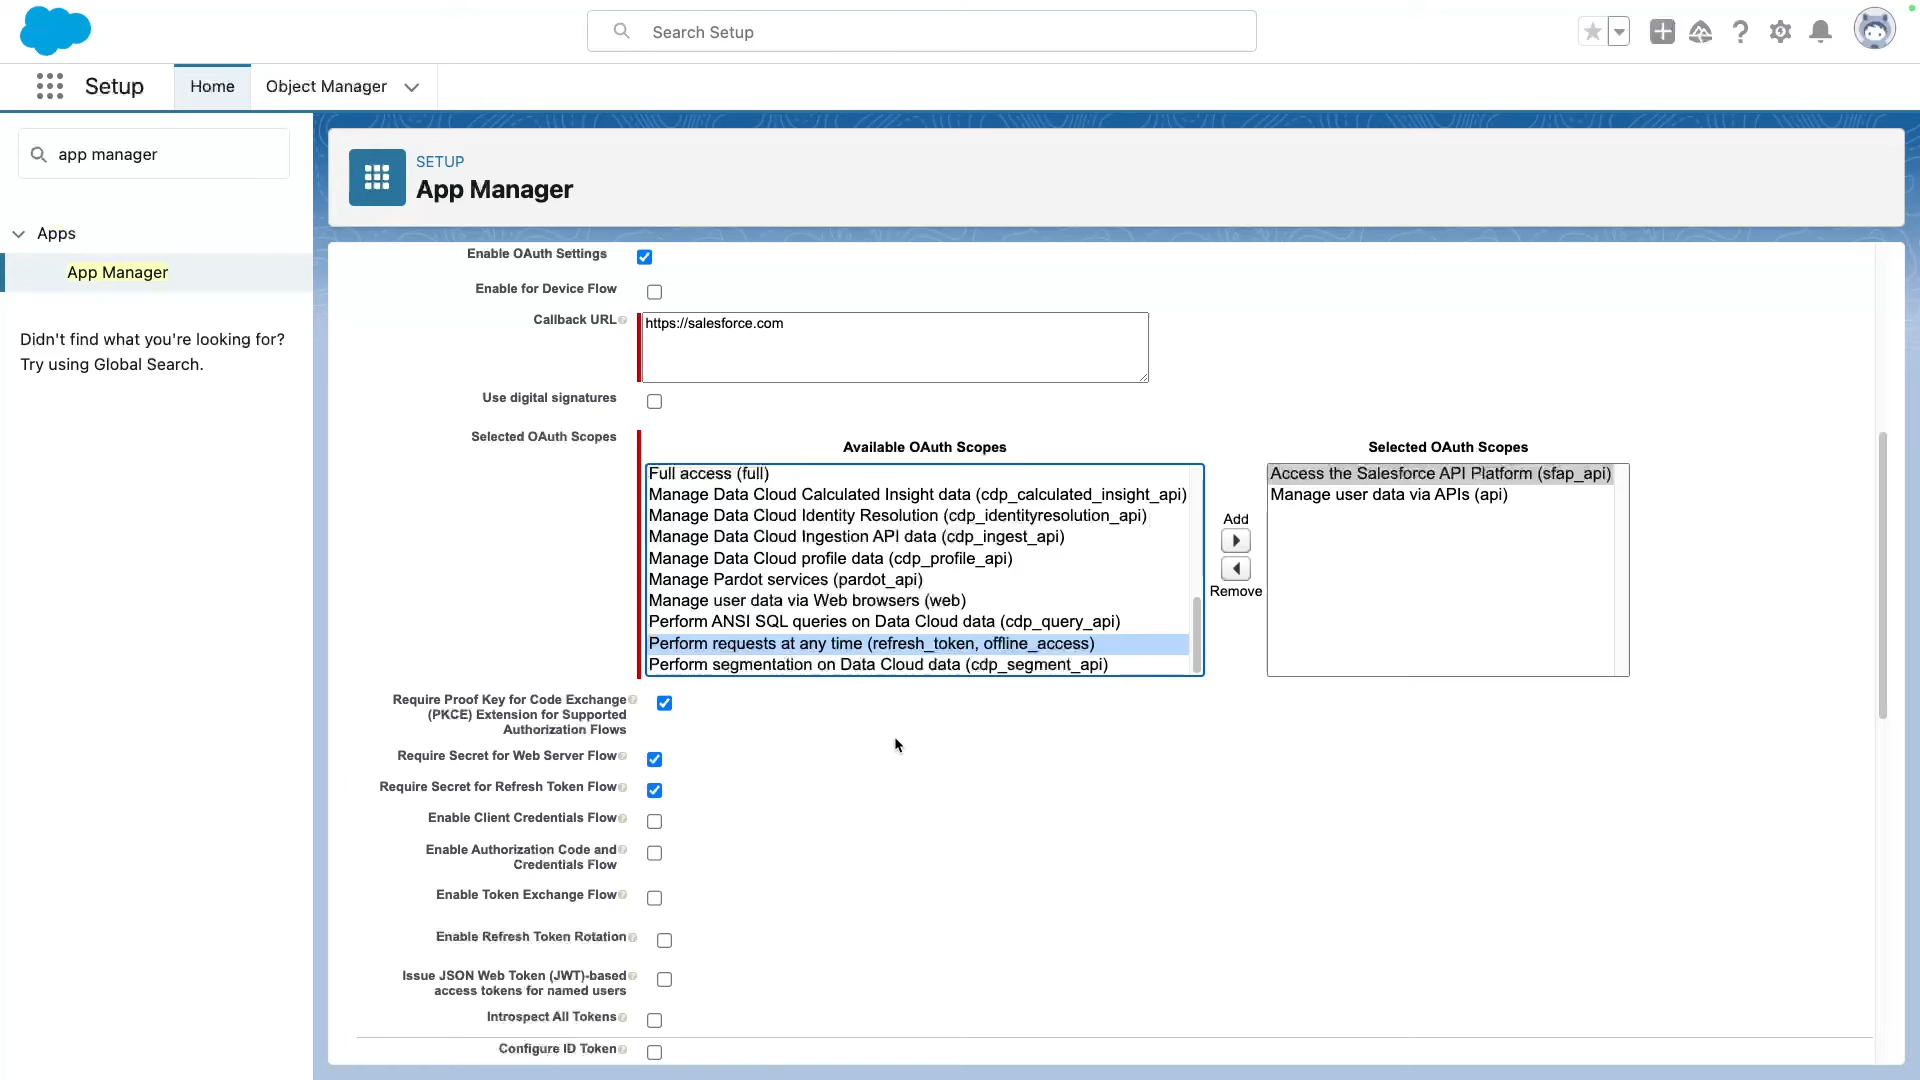 Search Setup
Setup
Home
Object Manager
app manager
Apps
App Manager
Didn't find what you're looking for?
Try using Global Search.
SETUP
App Manager
Enable OAuth Settings
Enable for Device Flow
Callback URL
https://salesforce.com
Use digital signatures
Selected OAuth Scopes
Available OAuth Scopes
Full access (full)
Manage Data Cloud Calculated Insight data (cdp_calculated_insight_api)
Manage Data Cloud Identity Resolution (cdp_identityresolution_api)
Manage Data Cloud Ingestion API data (cdp_ingest_api)
Manage Data Cloud profile data (cdp_profile_api)
Manage Pardot services (pardot_api)
Manage user data via Web browsers (web)
Perform ANSI SQL queries on Data Cloud data (cdp_query_api)
Perform requests at any time (refresh_token, offline_access)
Perform segmentation on Data Cloud data (cdp_segment_api)
Add
Remove
Selected OAuth Scopes
Access the Salesforce API Platform (sfap_api)
Manage user data via APIs (api)
Require Proof Key for Code Exchange
(PKCE) Extension for Supported
Authorization Flows
Require Secret for Web Server Flow
Require Secret for Refresh Token Flow
Enable Client Credentials Flow
Enable Authorization Code and
Credentials Flow
Enable Token Exchange Flow
Enable Refresh Token Rotation
Issue JSON Web Token (JWT)-based
access tokens for named users
Introspect All Tokens
Configure ID Token